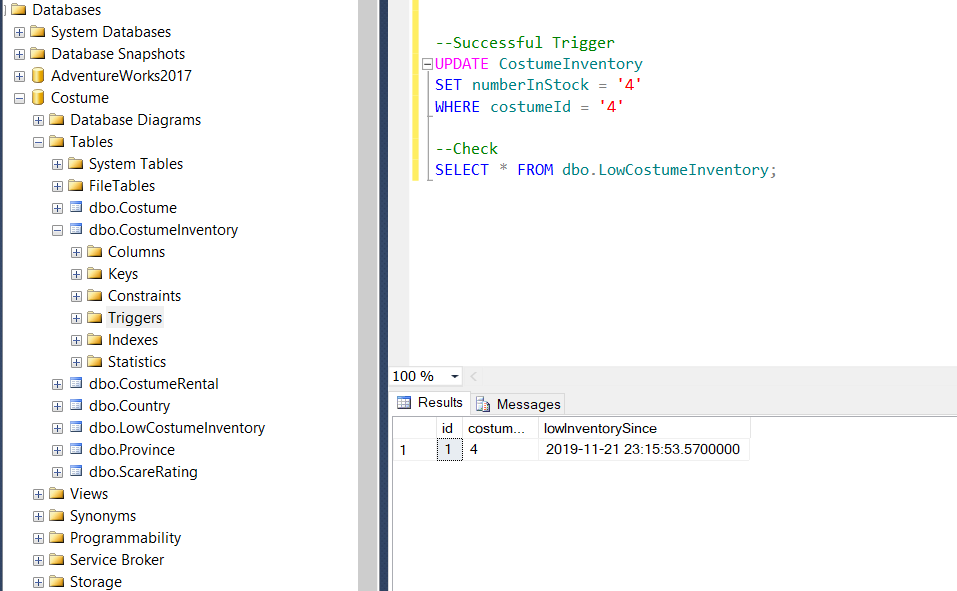 Databases
System Databases
Database Snapshots
AdventureWorks2017
Costume
Database Diagrams
Tables
System Tables
FileTables
dbo.Costume
dbo.CostumeInventory
Columns
Keys
Constraints
Triggers
Indexes
Statistics
dbo.CostumeRental
dbo.Country
dbo.LowCostumeInventory
dbo.Province
dbo.ScareRating
Views
Synonyms
Programmability
Service Broker
Storage
--Successful Trigger
UPDATE CostumeInventory
SET numberInStock = '4'
WHERE costumeId = '4'
--Check
SELECT * FROM dbo.LowCostumeInventory;
100 %
Results Messages
id costum... lowInventorySince
1 1 4 2019-11-21 23:15:53.5700000